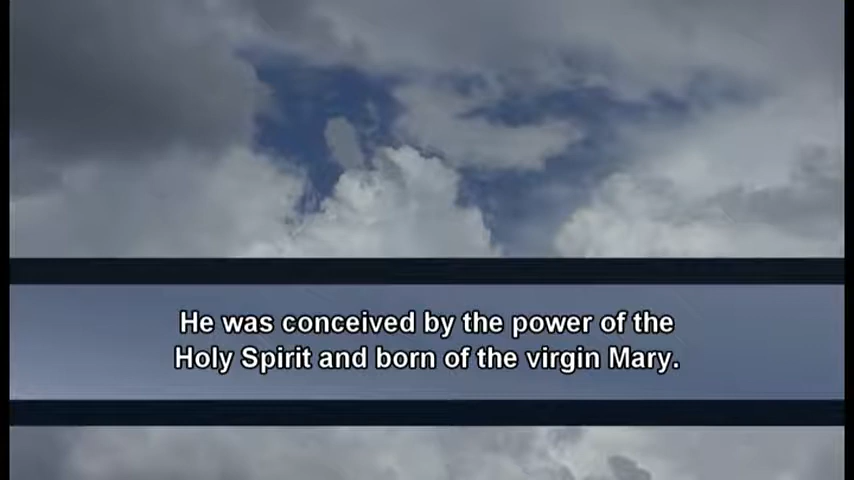 He was conceived by the power of the
Holy Spirit and born of the virgin Mary.